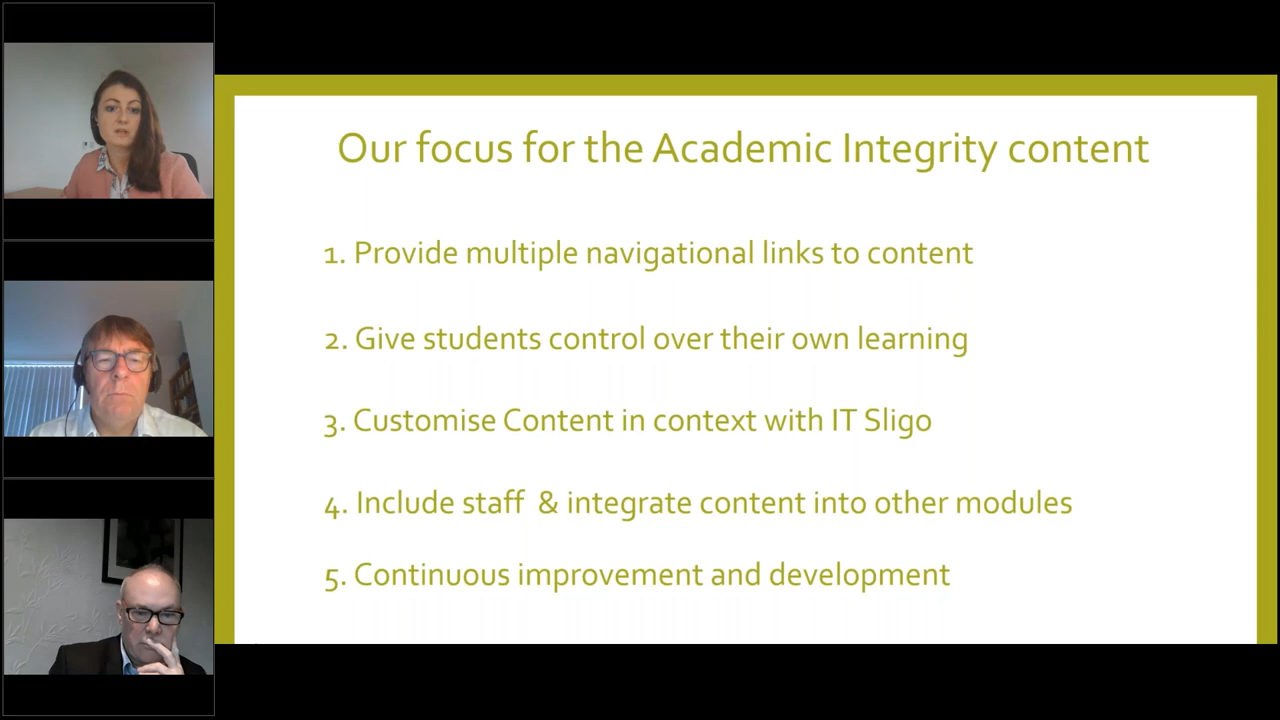 Our focus for the Academic Integrity content
1. Provide multiple navigational links to content
2. Give students control over their own learning
3. Customise Content in context with IT Sligo
4. Include staff & integrate content into other modules
5. Continuous improvement and development